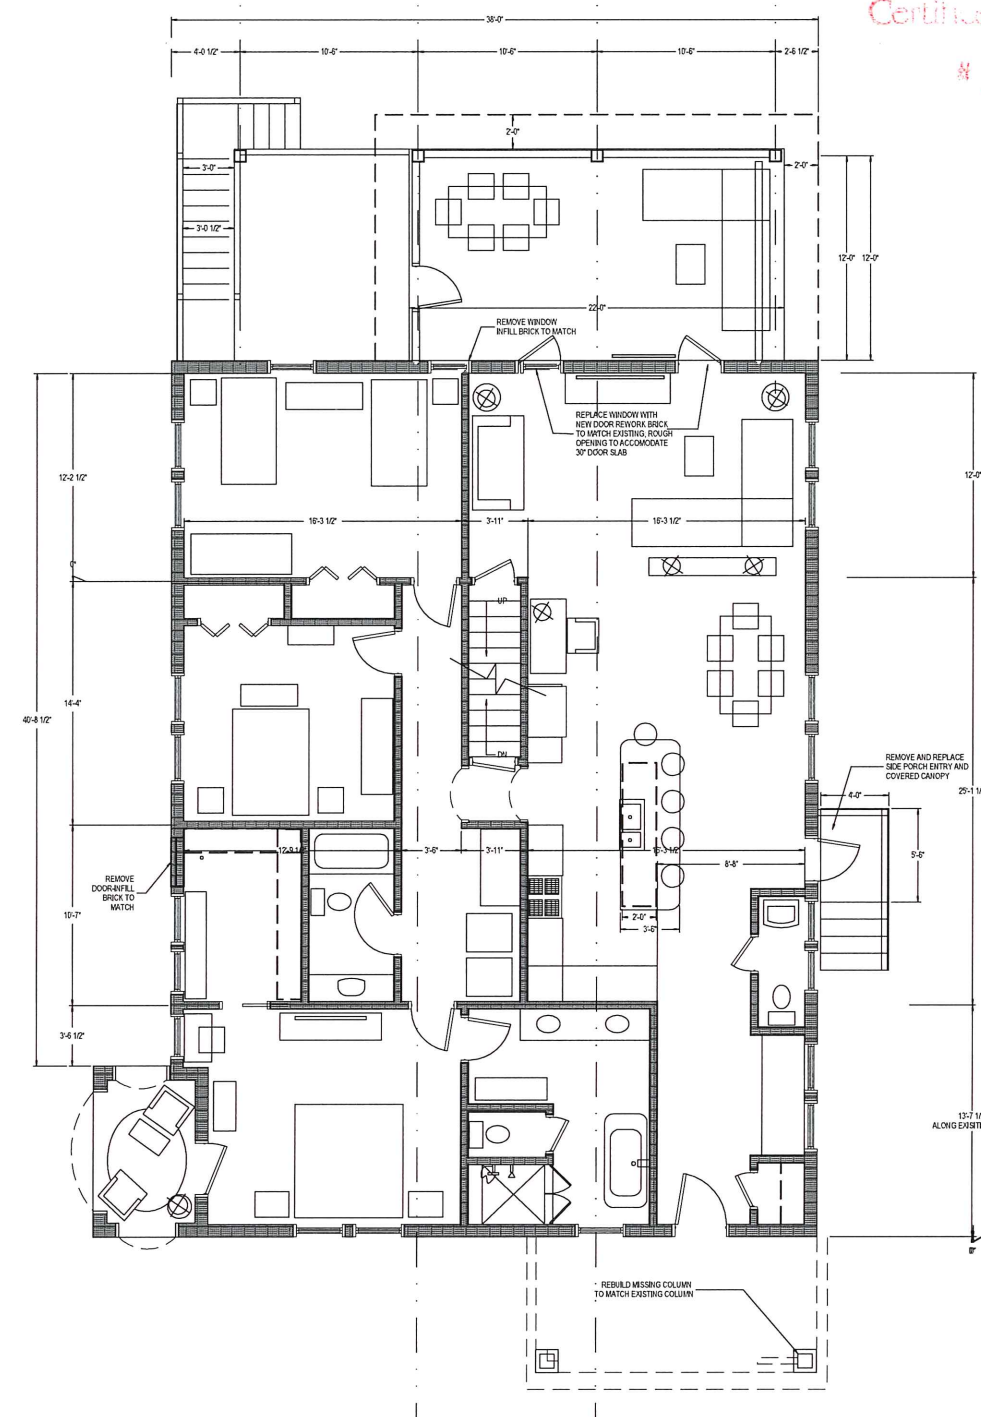 38'-0"
4'-0 1/2"
10'-6"
10'-6"
10'-6"
2'-6 1/2"
2'-0"
3'-0"
2'-0"
3'-0 1/2"
12'-0"
12'-0"
22'-0"
REMOVE WINDOW
INFILL BRICK TO MATCH
REPLACE WINDOW WITH
NEW DOOR REWORK BRICK
TO MATCH EXISTING, ROUGH
OPENING TO ACCOMODATE
30" DOOR SLAB
12'-2 1/2"
12'-0"
16'-3 1/2"
3'-11"
16'-3 1/2"
UP
14'-4"
40'-8 1/2"
DN
REMOVE AND REPLACE
SIDE PORCH ENTRY AND
COVERED CANOPY
4'-0"
3'-6"
3'-11"
8'-8"
5'-6"
REMOVE
DOOR-INFILL
BRICK TO
MATCH
10'-7"
2'-0"
3'-6"
3'-6 1/2"
REBUILD MISSING COLUMN
TO MATCH EXISTING COLUMN